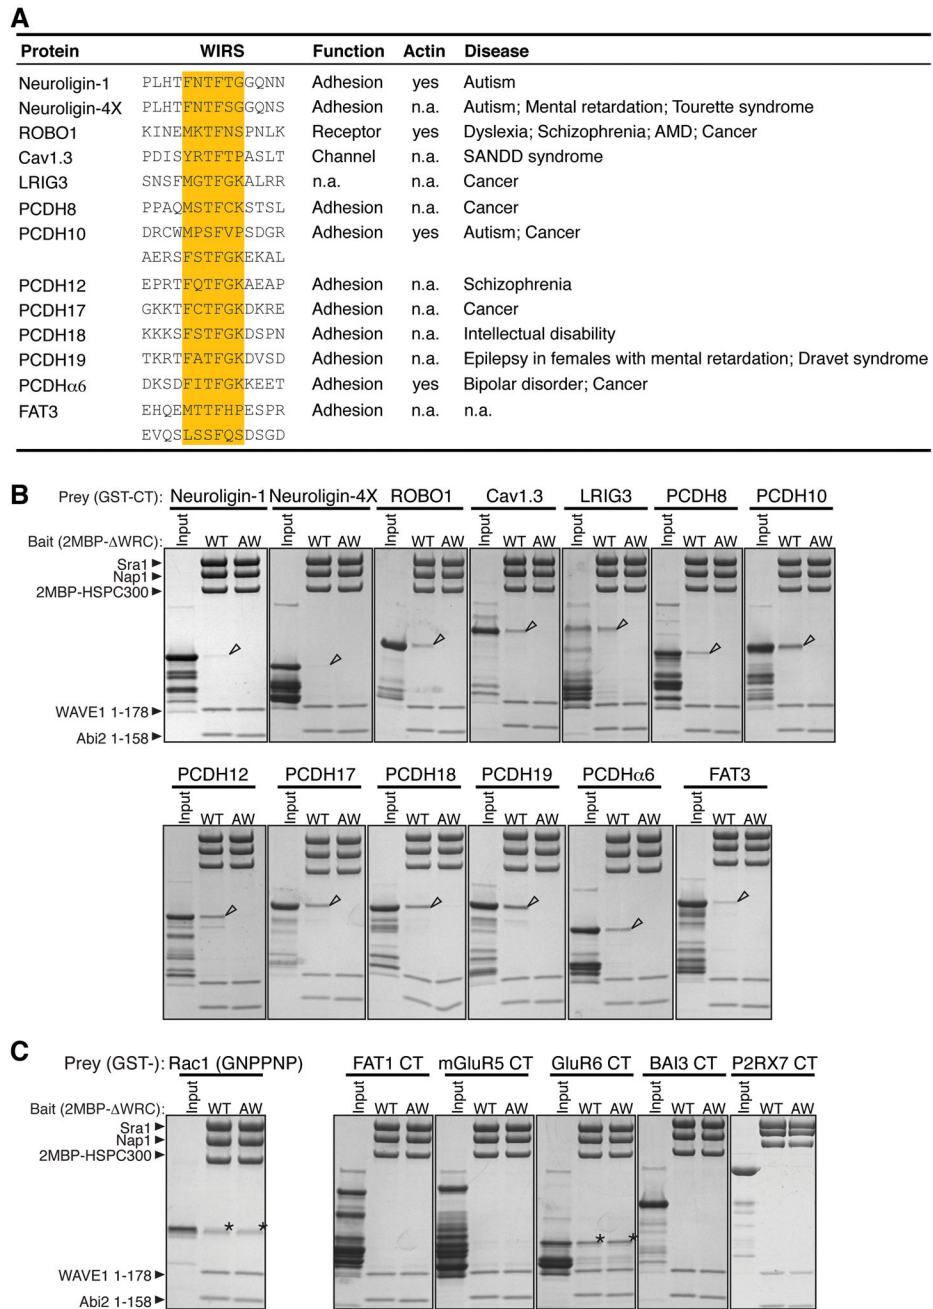 A
Protein WIRS Function Actin Disease
Neuroligin-1 PLHTFNTFTGGQNN Adhesion yes Autism
Neuroligin-4X PLHTFNTFSGGQNS Adhesion n.a. Autism; Mental retardation; Tourette syndrome
ROBO1 KINEMKTFNSPNLK Receptor yes Dyslexia; Schizophrenia; AMD; Cancer
Cav1.3 PDISYRTFTPASLT Channel n.a. SANDD syndrome
LRIG3 SNSFMGTFGKALRR n.a. n.a. Cancer
PCDH8 PPAQMSTFCKSTSL Adhesion n.a. Cancer
PCDH10 DRCWMPSFVPSDGR Adhesion yes Autism; Cancer
AERSFSTFGKEKAL
PCDH12 EPRTFQTFGKAEAP Adhesion n.a. Schizophrenia
PCDH17 GKKTFCTFGKDKRE Adhesion n.a. Cancer
PCDH18 KKKSFSTFGKDSPN Adhesion n.a. Intellectual disability
PCDH19 TKRTFATFGKDVSD Adhesion n.a. Epilepsy in females with mental retardation; Dravet syndrome
PCDHα6 DKSDFITFGKKEET Adhesion yes Bipolar disorder; Cancer
FAT3 EHQEMTTFHPESPR Adhesion n.a. n.a.
EVQSLSSFQSDSGD
B
Prey (GST-CT): Neuroligin-1 Neuroligin-4X ROBO1 Cav1.3 LRIG3 PCDH8 PCDH10
Input Input Input Input Input Input Input
Bait (2MBP-ΔWRC): WT AW WT AW WT AW WT AW WT AW WT AW WT AW
Sra1
Nap1
2MBP-HSPC300
WAVE1 1-178
Abi2 1-158
PCDH12 PCDH17 PCDH18 PCDH19 PCDHα6 FAT3
Input Input Input Input Input Input
WT AW WT AW WT AW WT AW WT AW WT AW
C
Prey (GST-): Rac1 (GNPPNP) FAT1 CT mGluR5 CT GluR6 CT BAI3 CT P2RX7 CT
Input Input Input Input Input Input
Bait (2MBP-ΔWRC): WT AW WT AW WT AW WT AW WT AW WT AW
Sra1
Nap1
2MBP-HSPC300
* * * *
WAVE1 1-178
Abi2 1-158